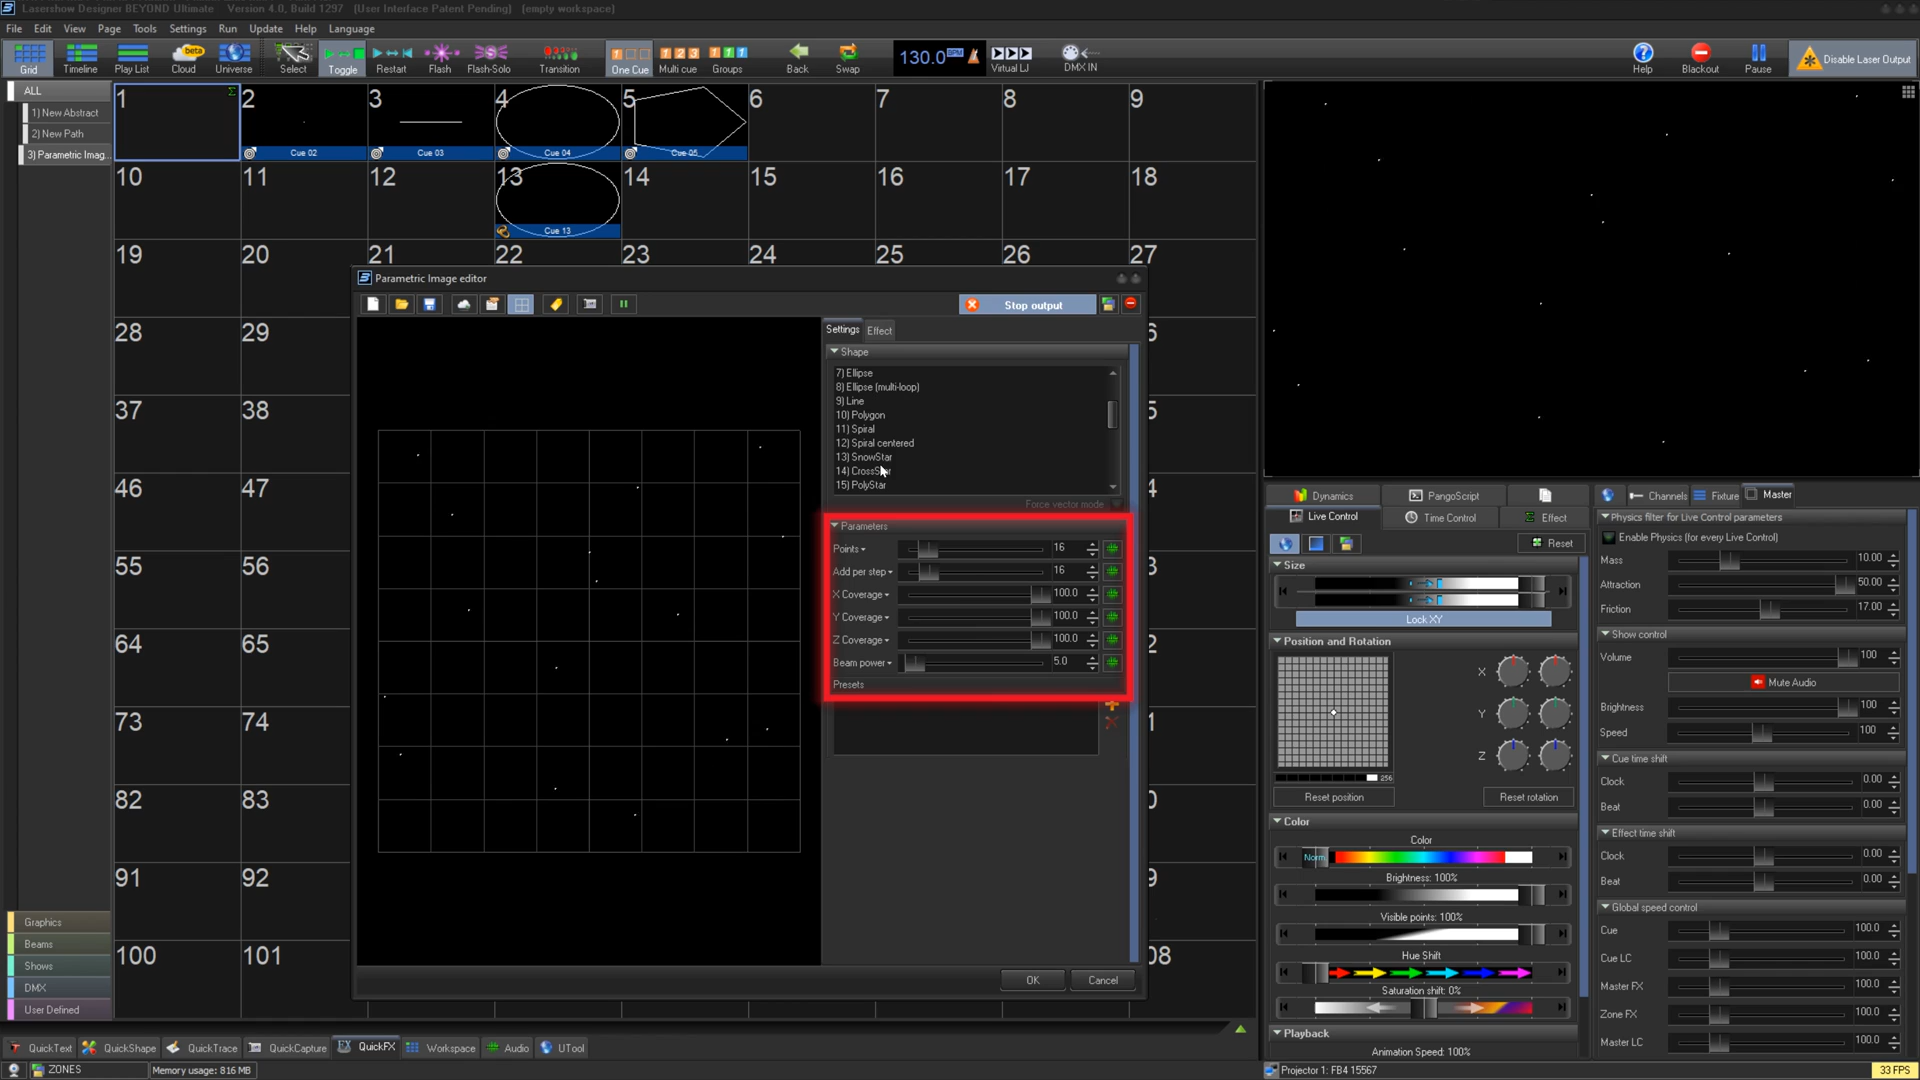 Lasershow Designer BEYOND Ultimate   Version 4.0, Build 1297   (User Interface Patent Pending)   (empty workspace)
File Edit View Page Tools Settings Run Update Help Language
Grid Timeline Play List Cloud beta Universe Select Toggle Restart Flash Flash-Solo Transition One Cue Multi cue Groups Back Swap 130.0 BPM Virtual LJ DMX IN Help Blackout Pause Disable Laser Output
ALL
1) New Abstract
2) New Path
3) Parametric Imag...
1 2 3 4 5 6 7 8 9
Cue 02 Cue 03 Cue 04 Cue 05
10 11 12 13 14 15 16 17 18
Cue 13
19 20 21 22 23 24 25 26 27
28 29
37 38
46 47
55 56
64 65
73 74
82 83
91 92
100 101 08
Graphics
Beams
Shows
DMX
User Defined
Parametric Image editor
Stop output
Settings Effect
Shape
7) Ellipse
8) Ellipse (multi-loop)
9) Line
10) Polygon
11) Spiral
12) Spiral centered
13) SnowStar
14) CrossStar
15) PolyStar
Force vector mode
Parameters
Points 16
Add per step 16
X Coverage 100.0
Y Coverage 100.0
Z Coverage 100.0
Beam power 5.0
Presets
OK Cancel
Dynamics PangoScript
Live Control Time Control Effect
Reset
Size
Lock XY
Position and Rotation
X
Y
Z
256
Reset position Reset rotation
Color
Color
Norm
Brightness: 100%
Visible points: 100%
Hue Shift
Saturation shift: 0%
Playback
Animation Speed: 100%
Channels Fixture Master
Physics filter for Live Control parameters
Enable Physics (for every Live Control)
Mass 10.00
Attraction 50.00
Friction 17.00
Show control
Volume 100
Mute Audio
Brightness 100
Speed 100
Cue time shift
Clock 0.00
Beat 0.00
Effect time shift
Clock 0.00
Beat 0.00
Global speed control
Cue 100.0
Cue LC 100.0
Master FX 100.0
Zone FX 100.0
Master LC 100.0
QuickText QuickShape QuickTrace QuickCapture QuickFX Workspace Audio UTool
ZONES Memory usage: 816 MB
Projector 1: FB4 15567
33 FPS